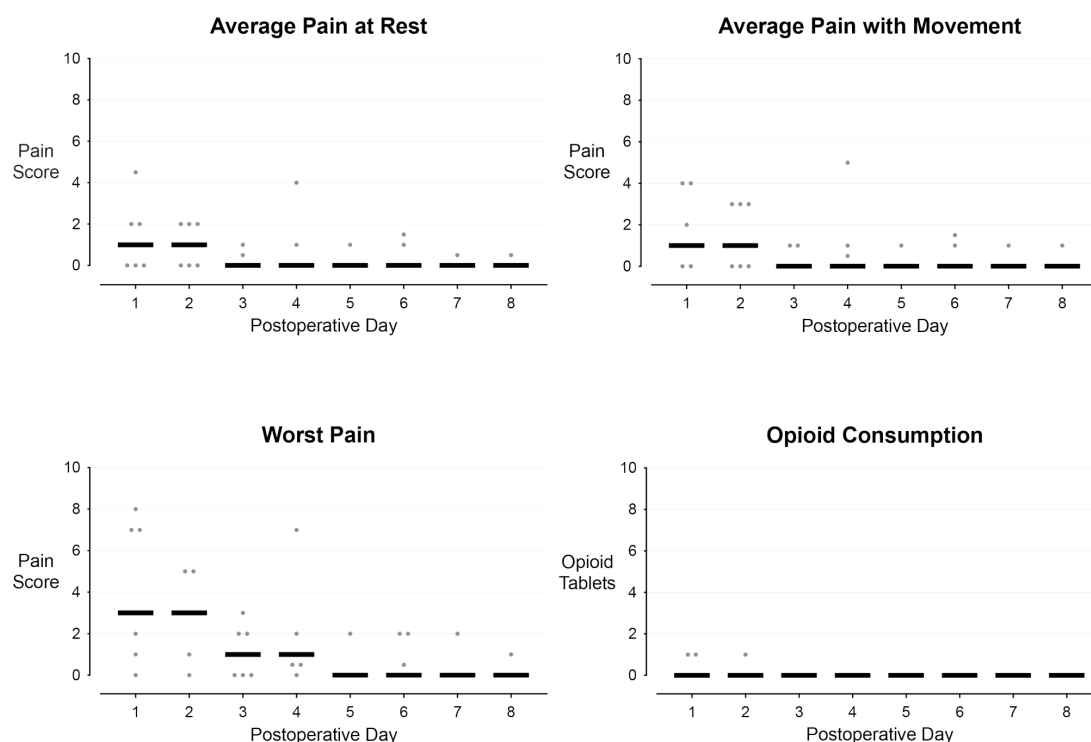 Average Pain at Rest
10
8
6
4
2
0
Pain
Score
1 2 3 4 5 6 7 8
Postoperative Day
Average Pain with Movement
10
8
6
4
2
0
Pain
Score
1 2 3 4 5 6 7 8
Postoperative Day
Worst Pain
10
8
6
4
2
0
Pain
Score
1 2 3 4 5 6 7 8
Postoperative Day
Opioid Consumption
10
8
6
4
2
0
Opioid
Tablets
1 2 3 4 5 6 7 8
Postoperative Day